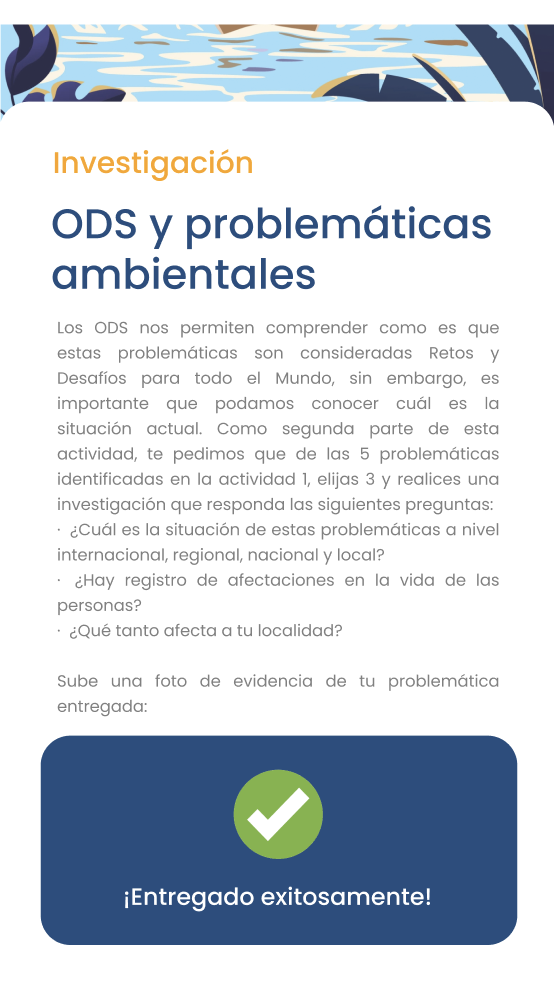 Investigación
ODS y problemáticas
ambientales
Los ODS nos permiten comprender como es que
estas problemáticas son consideradas Retos y
Desafíos para todo el Mundo, sin embargo, es
importante que podamos conocer cuál es la
situación actual. Como segunda parte de esta
actividad, te pedimos que de las 5 problemáticas
identificadas en la actividad 1, elijas 3 y realices una
investigación que responda las siguientes preguntas:
· ¿Cuál es la situación de estas problemáticas a nivel
internacional, regional, nacional y local?
· ¿Hay registro de afectaciones en la vida de las
personas?
· ¿Qué tanto afecta a tu localidad?
Sube una foto de evidencia de tu problemática
entregada:
¡Entregado exitosamente!